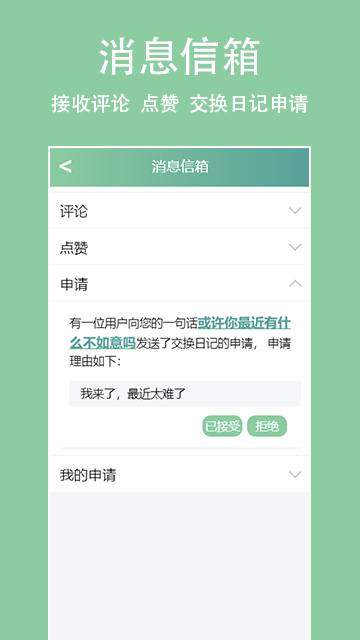 消息信箱
接收评论 点赞 交换日记申请
<
消息信箱
评论
点赞
申请
有一位用户向您的一句话或许你最近有什
么不如意吗发送了交换日记的申请， 申请
理由如下：
我来了，最近太难了
已接受 拒绝
我的申请